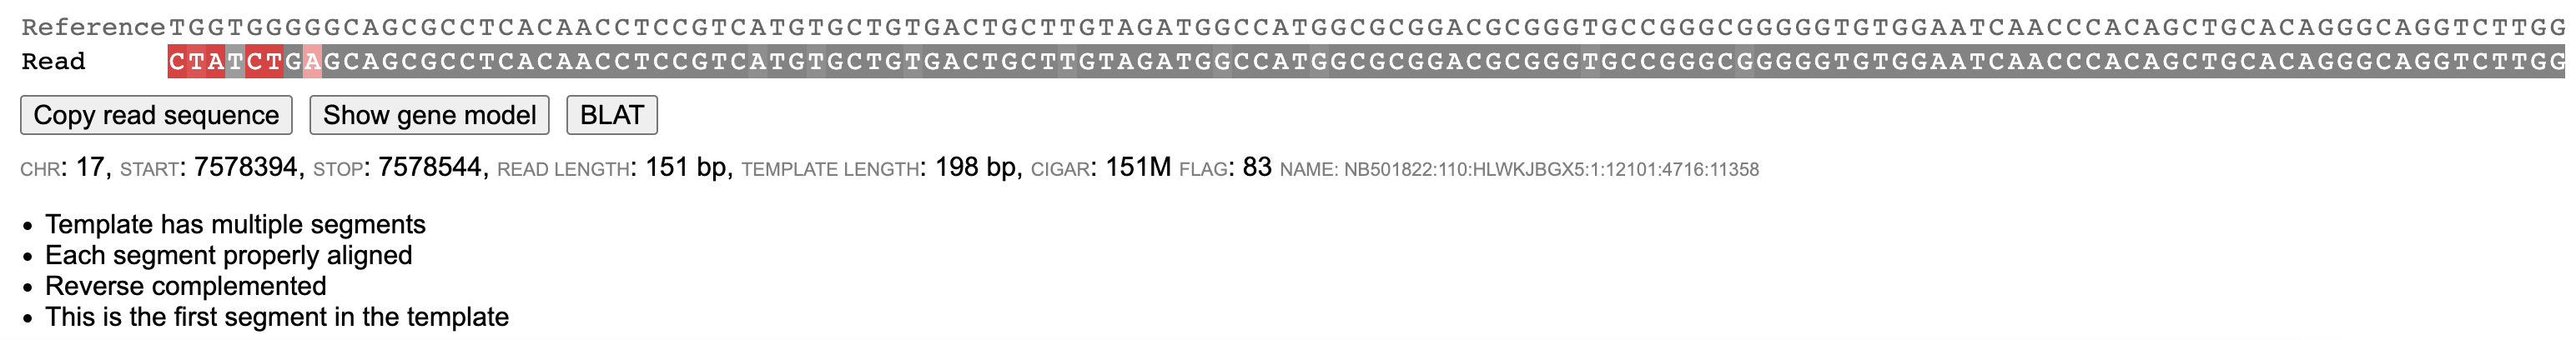 Reference TGGTGGGGGCAGCGCCTCACAACCTCCGTCATGTGCTGTGACTGCTTGTAGATGGCCATGGCGCGGACGCGGGTGCCGGGCGGGGGTGTGGAATCAACCCACAGCTGCACAGGGCAGGTCTTGG
Read CTATCTGAGCAGCGCCTCACAACCTCCGTCATGTGCTGTGACTGCTTGTAGATGGCCATGGCGCGGACGCGGGTGCCGGGCGGGGGTGTGGAATCAACCCACAGCTGCACAGGGCAGGTCTTGG
Copy read sequence Show gene model BLAT
CHR: 17, START: 7578394, STOP: 7578544, READ LENGTH: 151 bp, TEMPLATE LENGTH: 198 bp, CIGAR: 151M FLAG: 83 NAME: NB501822:110:HLWKJBGX5:1:12101:4716:11358
• Template has multiple segments
• Each segment properly aligned
• Reverse complemented
• This is the first segment in the template